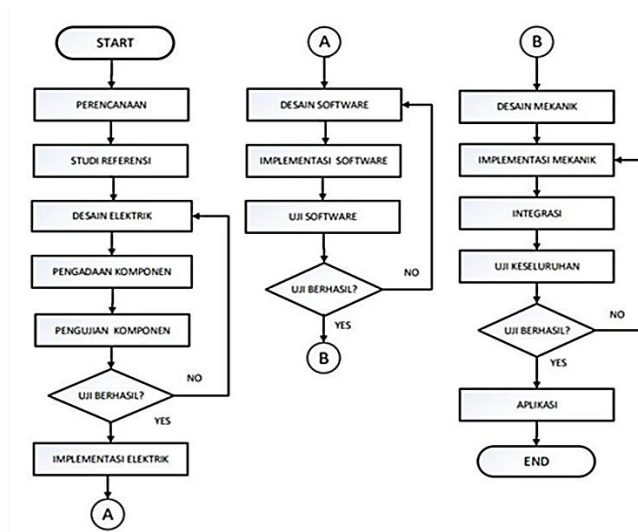 START
PERENCANAAN
STUDI REFERENSI
DESAIN ELEKTRIK
PENGADAAN KOMPONEN
PENGUJIAN KOMPONEN
UJI BERHASIL?
NO
YES
IMPLEMENTASI ELEKTRIK
A
A
DESAIN SOFTWARE
IMPLEMENTASI SOFTWARE
UJI SOFTWARE
UJI BERHASIL?
NO
YES
B
B
DESAIN MEKANIK
IMPLEMENTASI MEKANIK
INTEGRASI
UJI KESELURUHAN
UJI BERHASIL?
NO
YES
APLIKASI
END